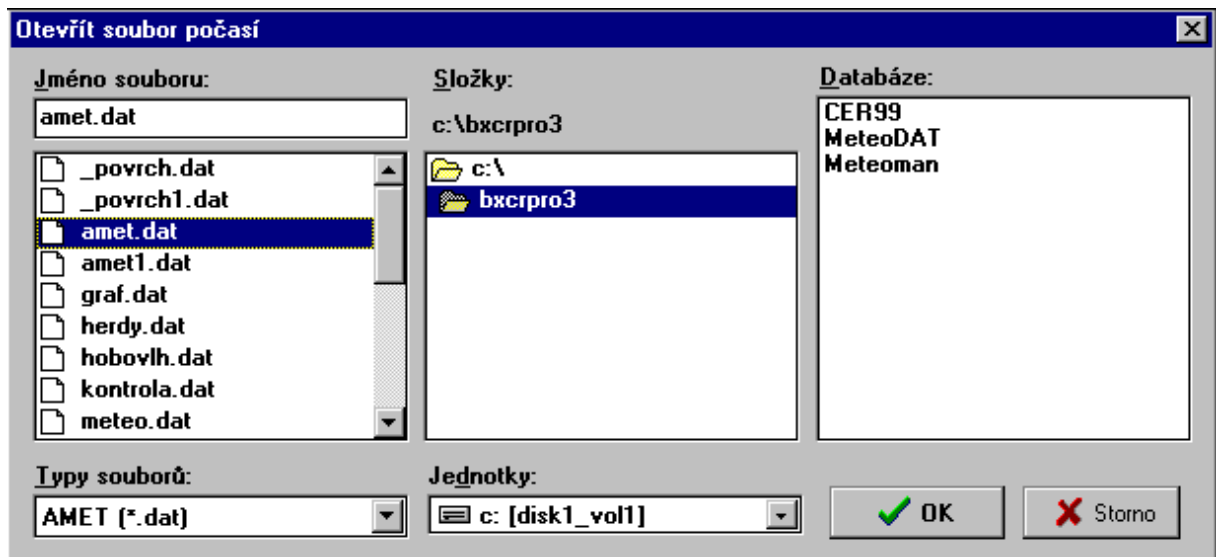 Otevřít soubor počasí
Jméno souboru:
amet.dat
_povrch.dat
_povrch1.dat
amet.dat
amet1.dat
graf.dat
herdy.dat
hobovlh.dat
kontrola.dat
meteo.dat
Typy souborů:
AMET (*.dat)
Složky:
c:\bxcrpro3
c:\
bxcrpro3
Jednotky:
c: [disk1_vol1]
Databáze:
CER99
MeteoDAT
Meteoman
OK
Storno